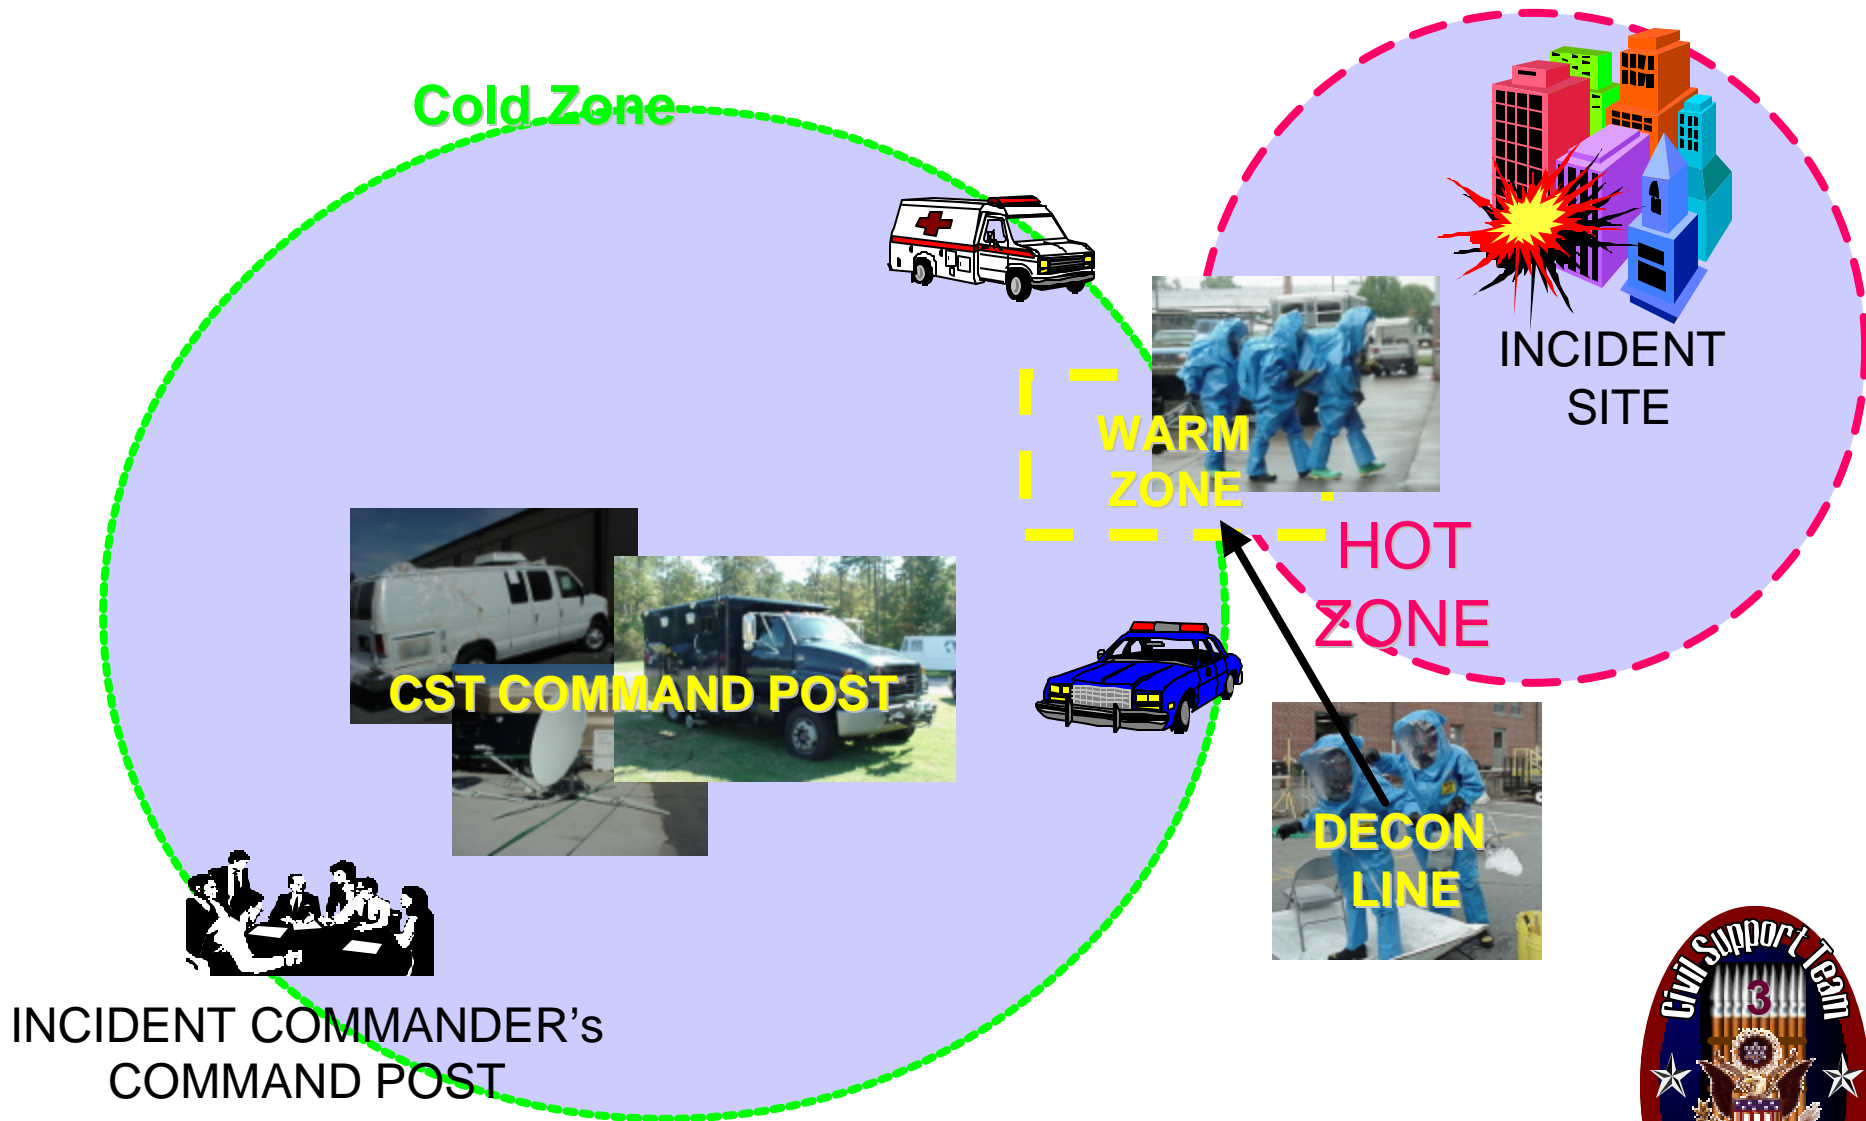 Cold Zone
INCIDENT
SITE
WARM
ZONE
HOT
ZONE
CST COMMAND POST
DECON
LINE
INCIDENT COMMANDER’s
COMMAND POST
Civil Support Team
3